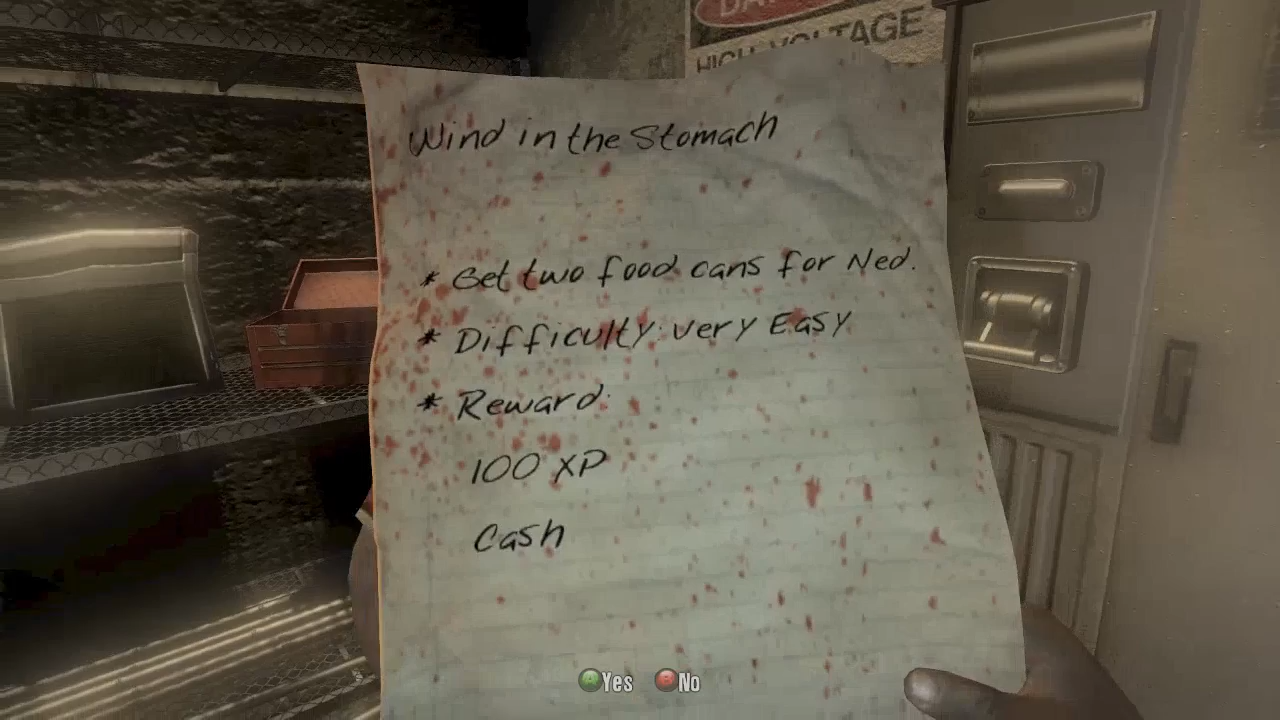 DANGER
HIGH VOLTAGE
Wind in the Stomach
* Get two food cans for Ned.
* Difficulty: very Easy
* Reward:
100 XP
Cash
A Yes B No